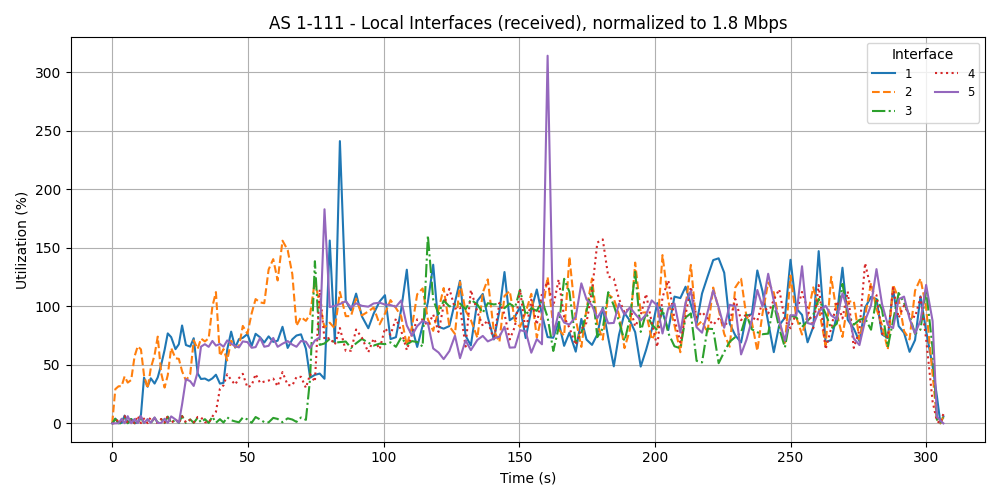 AS 1-111 - Local Interfaces (received), normalized to 1.8 Mbps
Interface
1 4
2 5
3
300
250
200
150
100
50
0
Utilization (%)
0 50 100 150 200 250 300
Time (s)